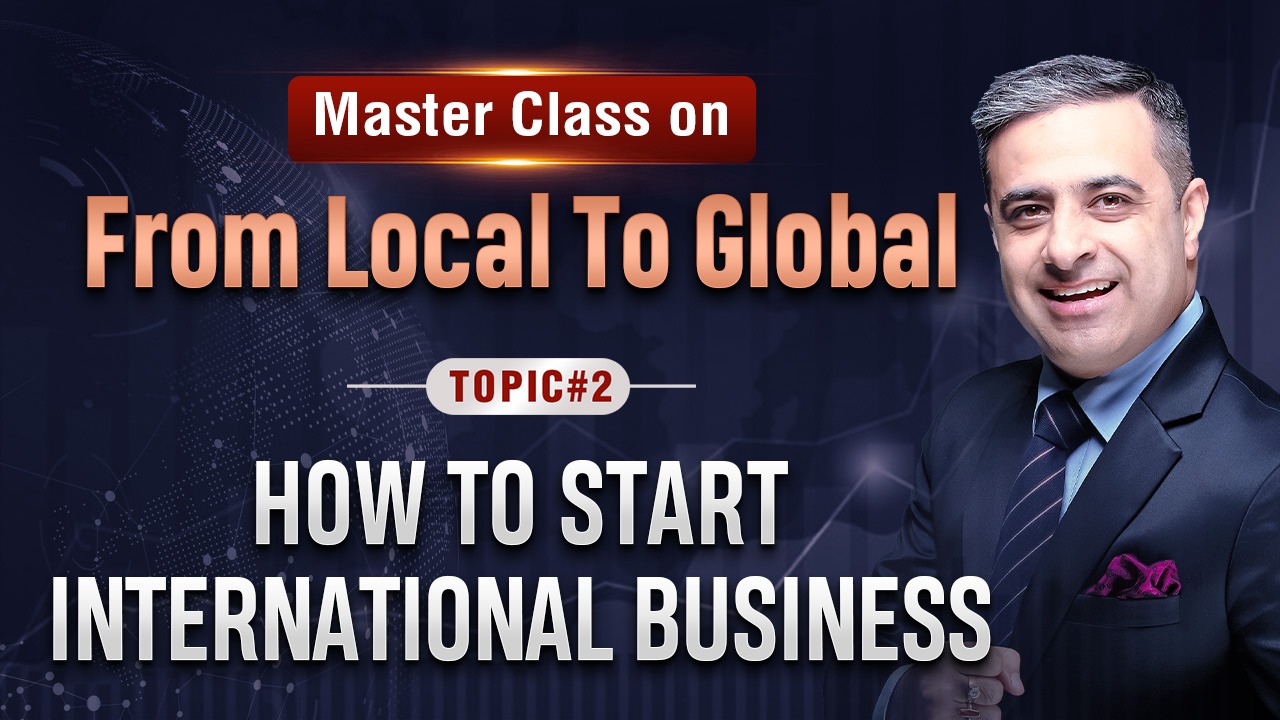 Master Class on
From Local To Global
TOPIC#2
HOW TO START
INTERNATIONAL BUSINESS